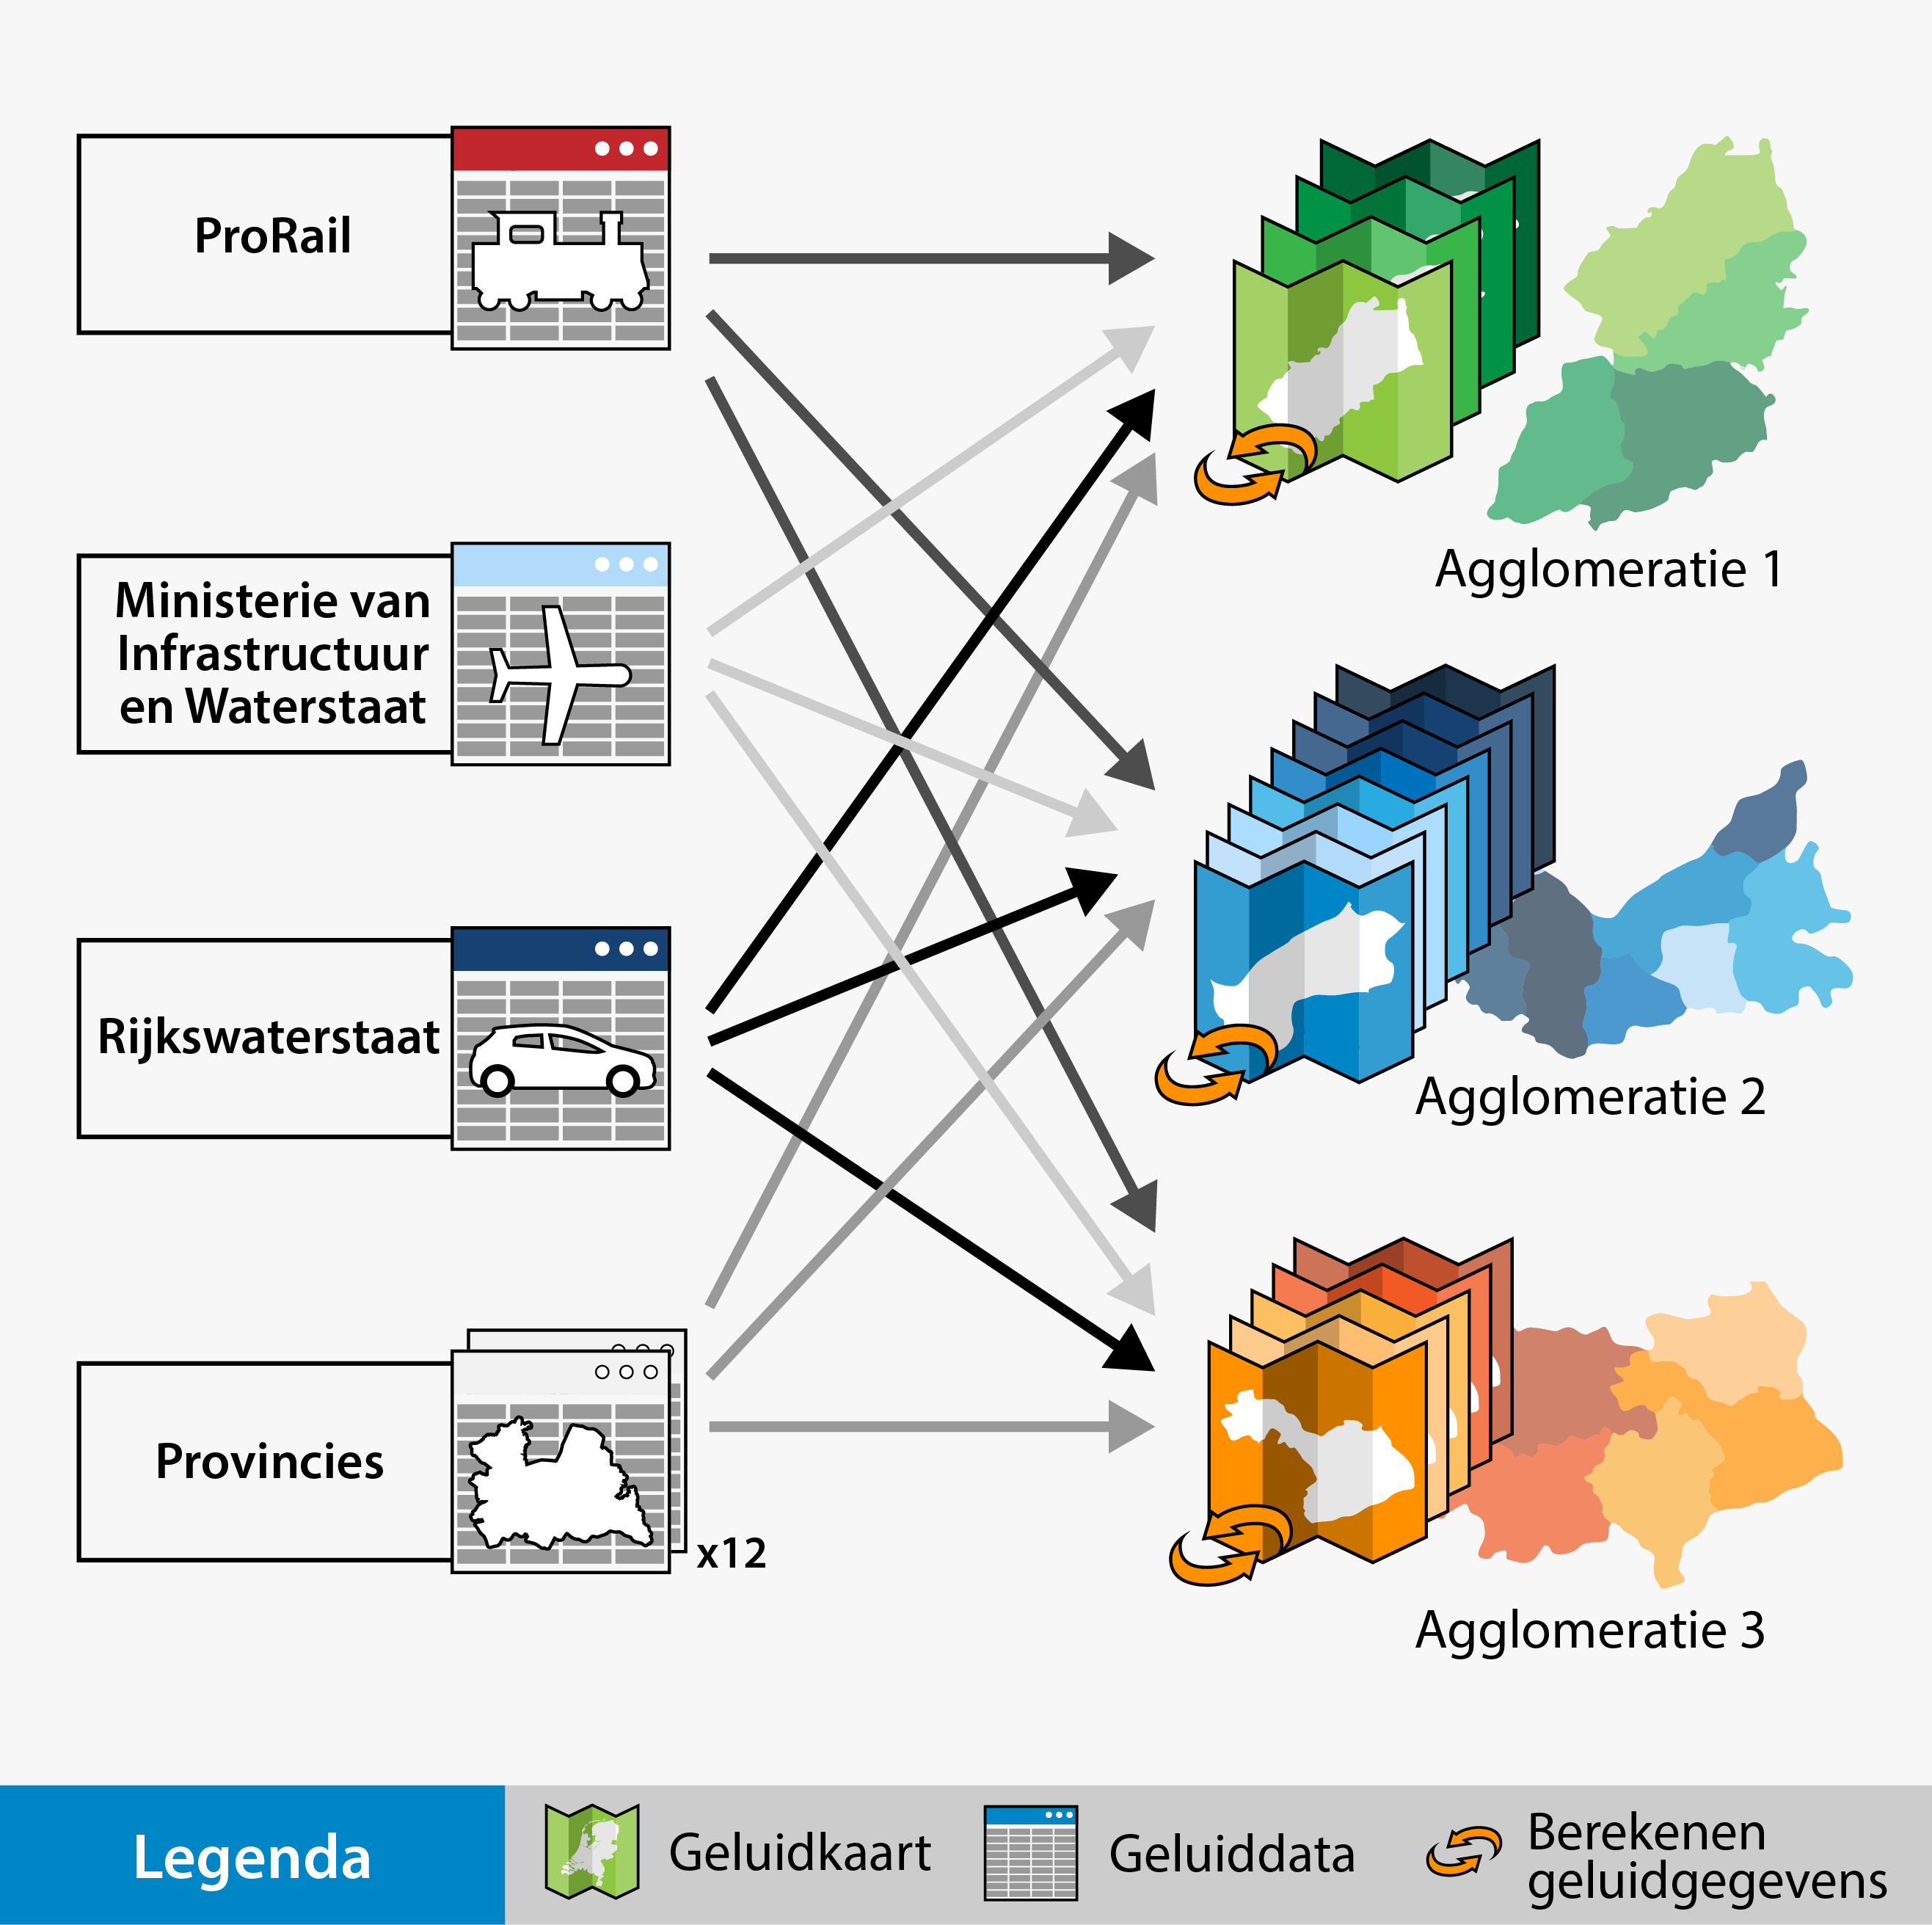 ProRail
Ministerie van
Infrastructuur
en Waterstaat
Rijkswaterstaat
Provincies
x12
Agglomeratie 1
Agglomeratie 2
Agglomeratie 3
Legenda
Geluidkaart
Geluiddata
Berekenen
geluidgegevens